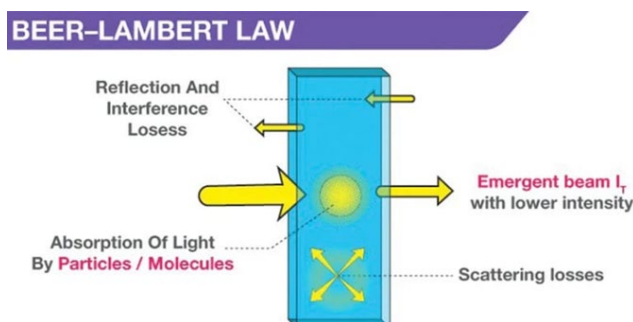 BEER–LAMBERT LAW
Reflection And
Interference
Losess
Emergent beam I_T
with lower intensity
Absorption Of Light
By Particles / Molecules
Scattering losses